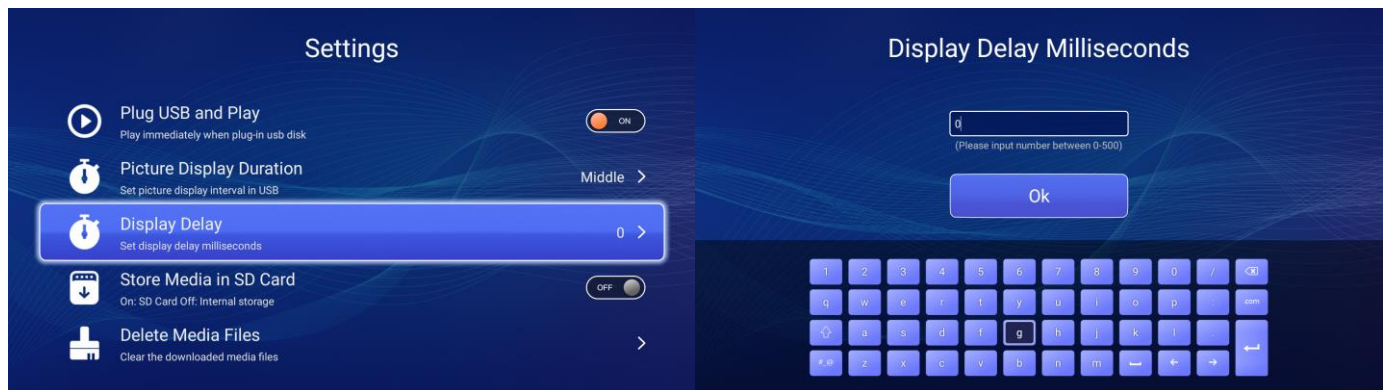 Settings
Plug USB and Play
Play immediately when plug-in usb disk
ON
Picture Display Duration
Set picture display interval in USB
Middle
Display Delay
Set display delay milliseconds
0
Store Media in SD Card
On: SD Card Off: Internal storage
OFF
Delete Media Files
Clear the downloaded media files
Display Delay Milliseconds
0
(Please input number between 0-500)
Ok
1 2 3 4 5 6 7 8 9 0 /
q w e r t y u i o p : .com
a s d f g h j k l .
#_@ z x c v b n m